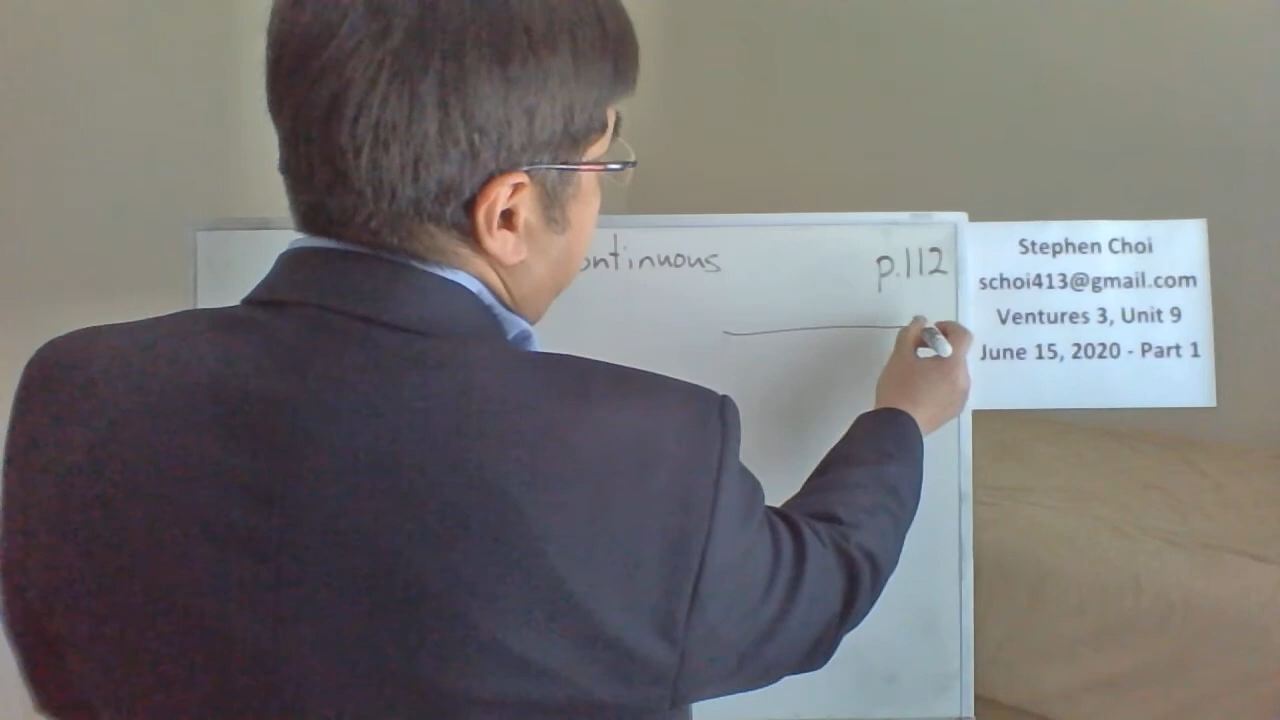 ontinuous p.112
Stephen Choi
schoi413@gmail.com
Ventures 3, Unit 9
June 15, 2020 - Part 1